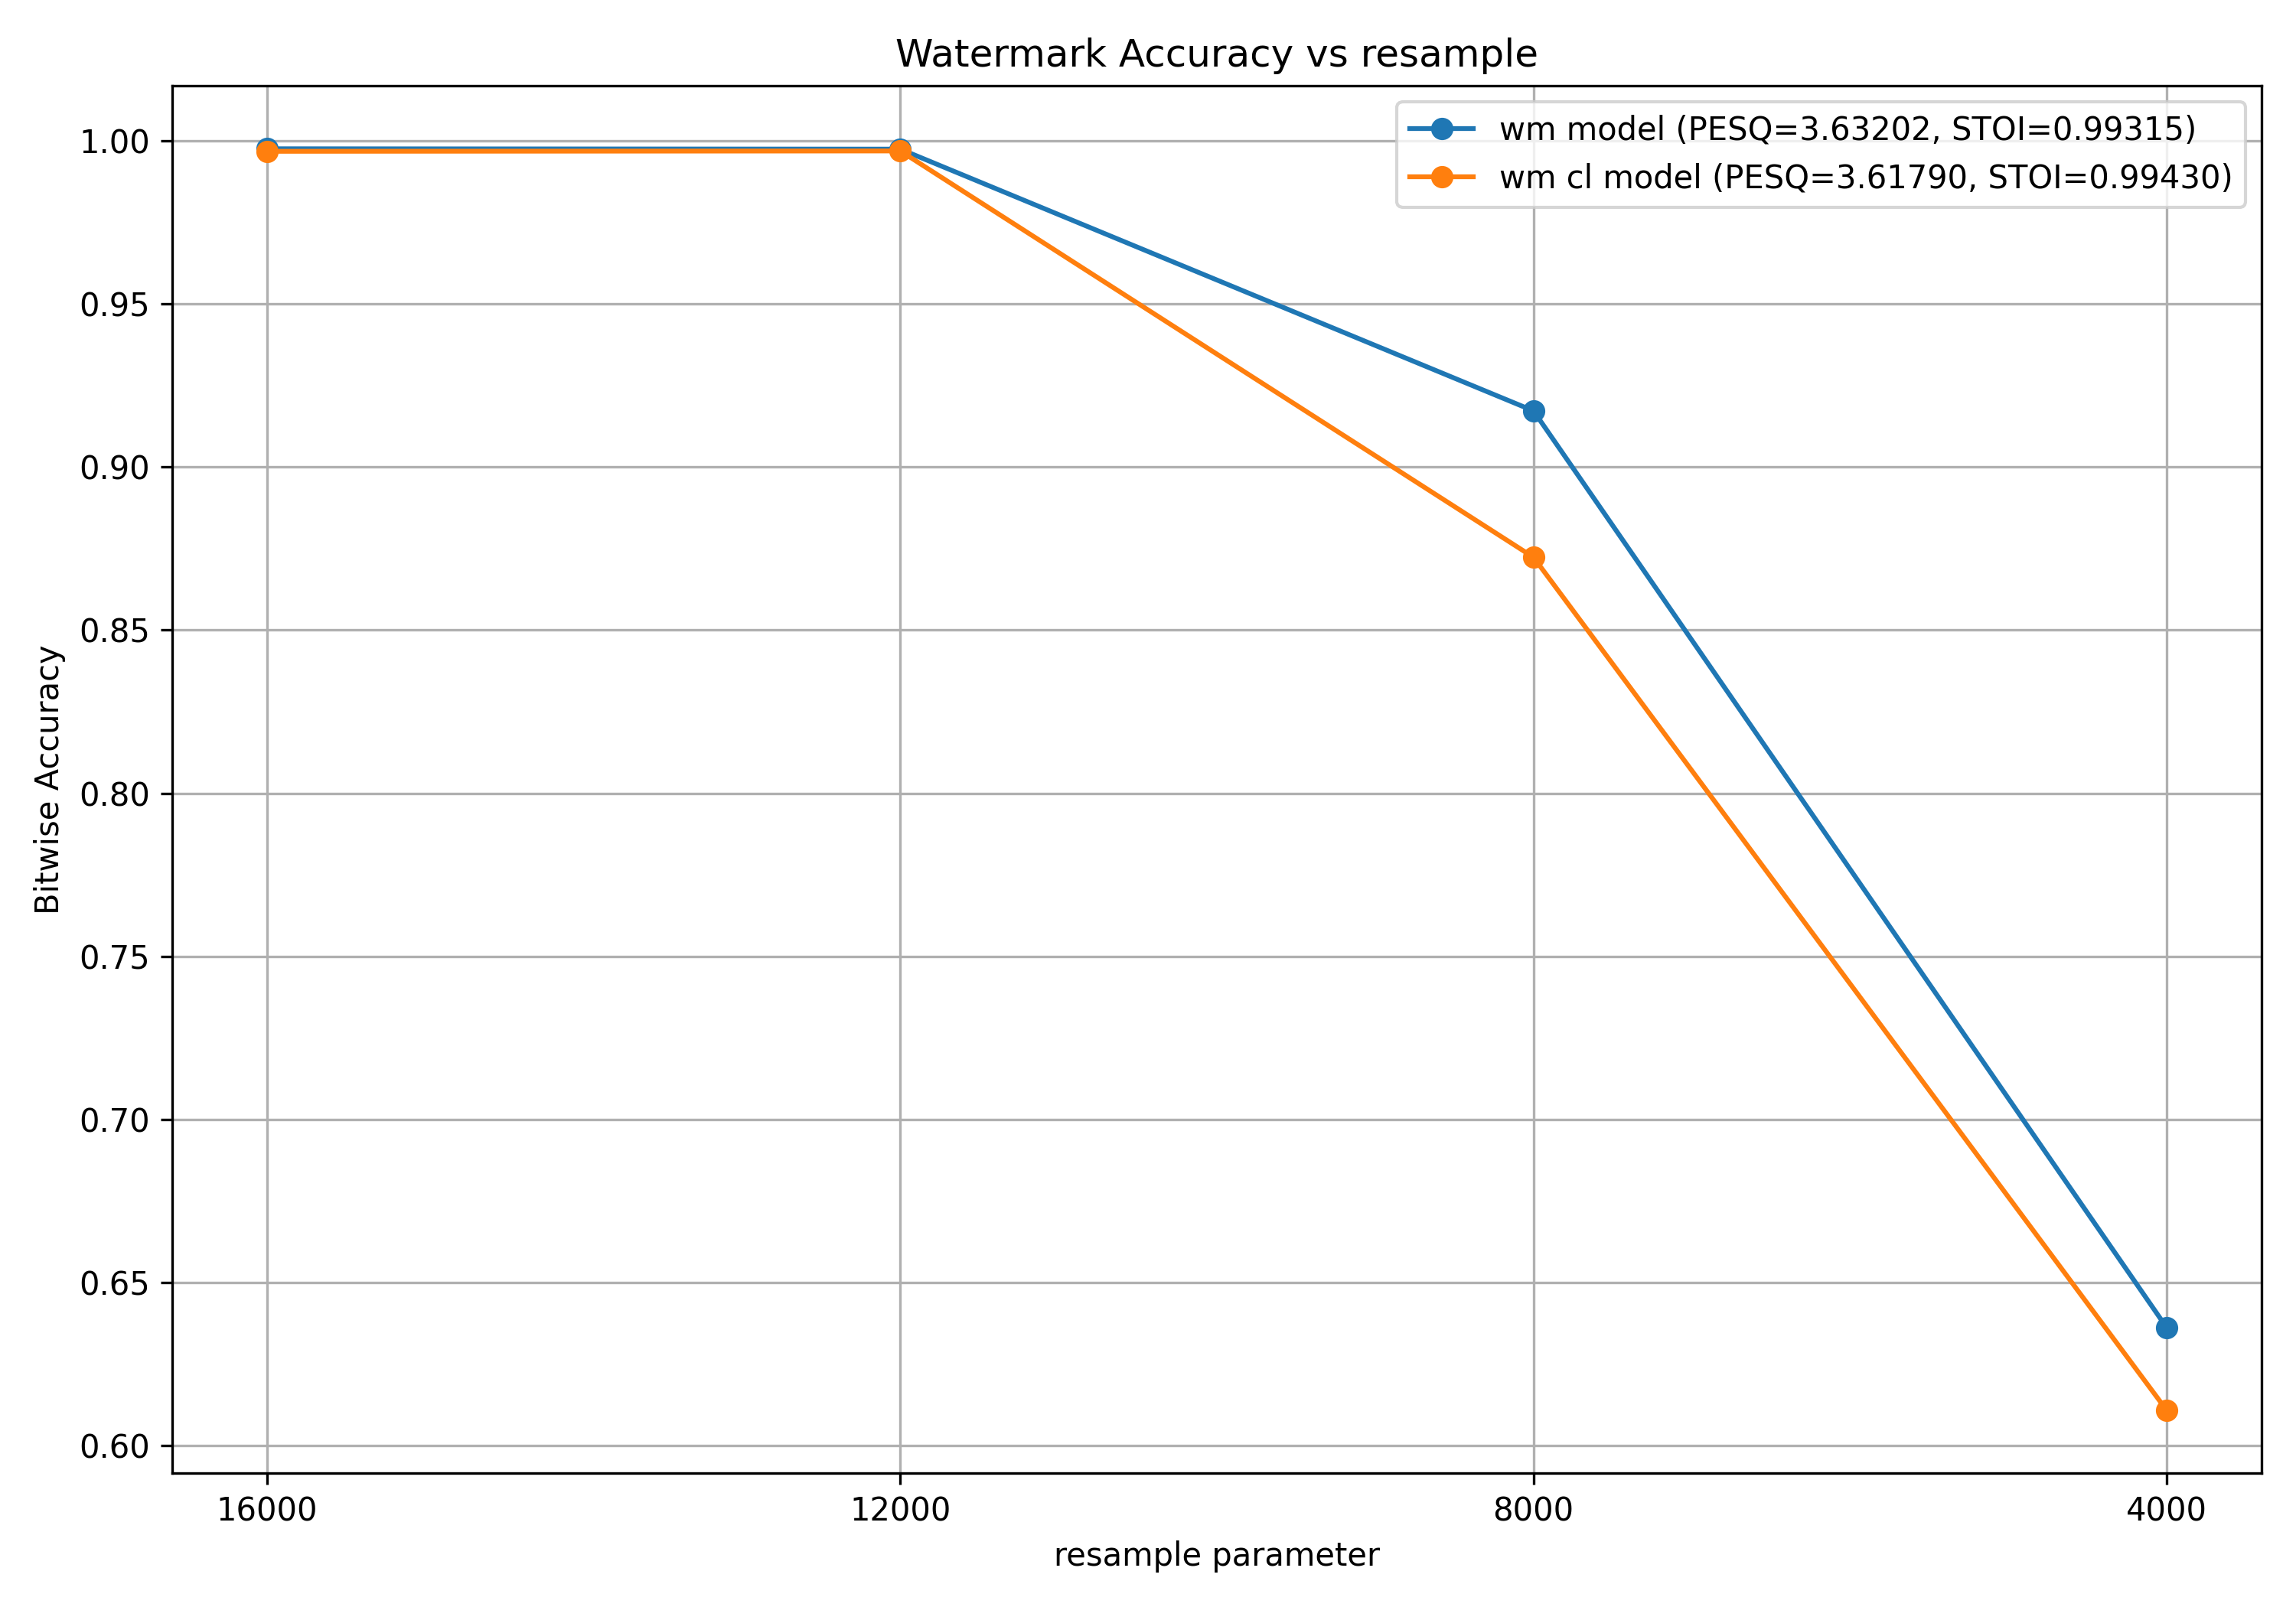 Watermark Accuracy vs resample
wm model (PESQ=3.63202, STOI=0.99315)
wm cl model (PESQ=3.61790, STOI=0.99430)
Bitwise Accuracy
1.00
0.95
0.90
0.85
0.80
0.75
0.70
0.65
0.60
16000 12000 8000 4000
resample parameter